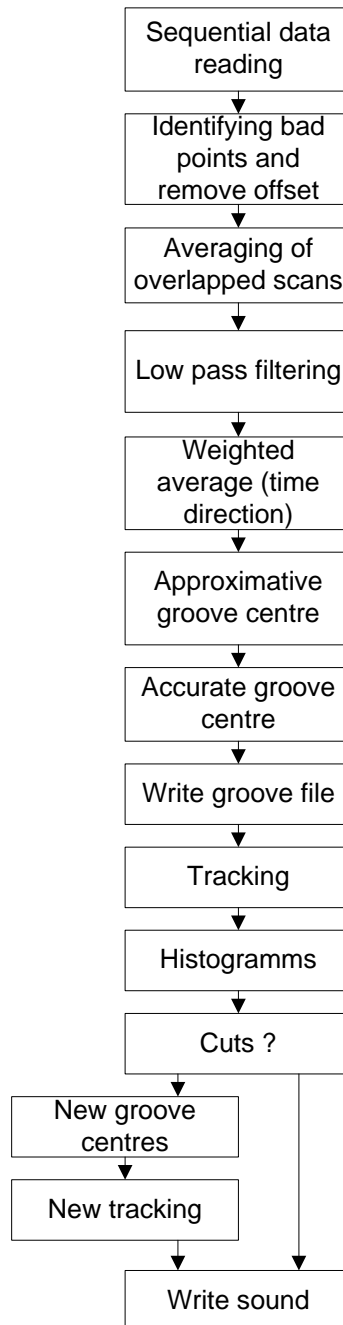 Sequential data
reading
Identifying bad
points and
remove offset
Averaging of
overlapped scans
Low pass filtering
Weighted
average (time
direction)
Approximative
groove centre
Accurate groove
centre
Write groove file
Tracking
Histogramms
Cuts ?
New groove
centres
New tracking
Write sound